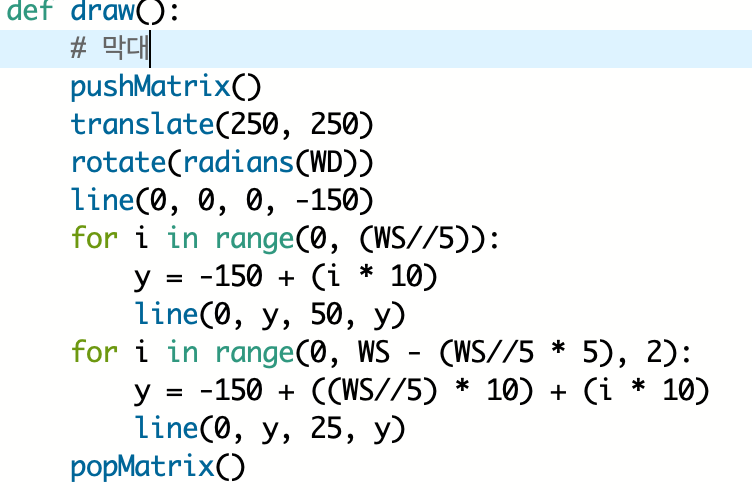 def draw():
    # 막대
    pushMatrix()
    translate(250, 250)
    rotate(radians(WD))
    line(0, 0, 0, -150)
    for i in range(0, (WS//5)):
        y = -150 + (i * 10)
        line(0, y, 50, y)
    for i in range(0, WS - (WS//5 * 5), 2):
        y = -150 + ((WS//5) * 10) + (i * 10)
        line(0, y, 25, y)
    popMatrix()